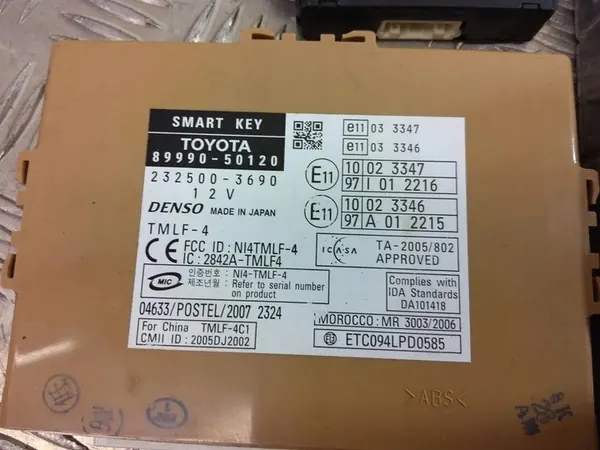 SMART KEY
TOYOTA
89990-50120
232500-3690
12V
DENSO MADE IN JAPAN
TMLF-4
CE FCC ID : NI4TMLF-4
IC : 2842A-TMLF4
MIC 인증번호 : NI4-TMLF-4
제조년월 : Refer to serial number
on product
04633/POSTEL/2007 2324
For China TMLF-4C1
CMII ID : 2005DJ2002
e11 03 3347
e11 03 3346
E11 10 02 3347
97 I 01 2216
E11 10 02 3346
97 A 01 2215
ICASA TA-2005/802
APPROVED
Complies with
IDA Standards
DA101418
MOROCCO: MR 3003/2006
ETC094LPD0585
>ABS<